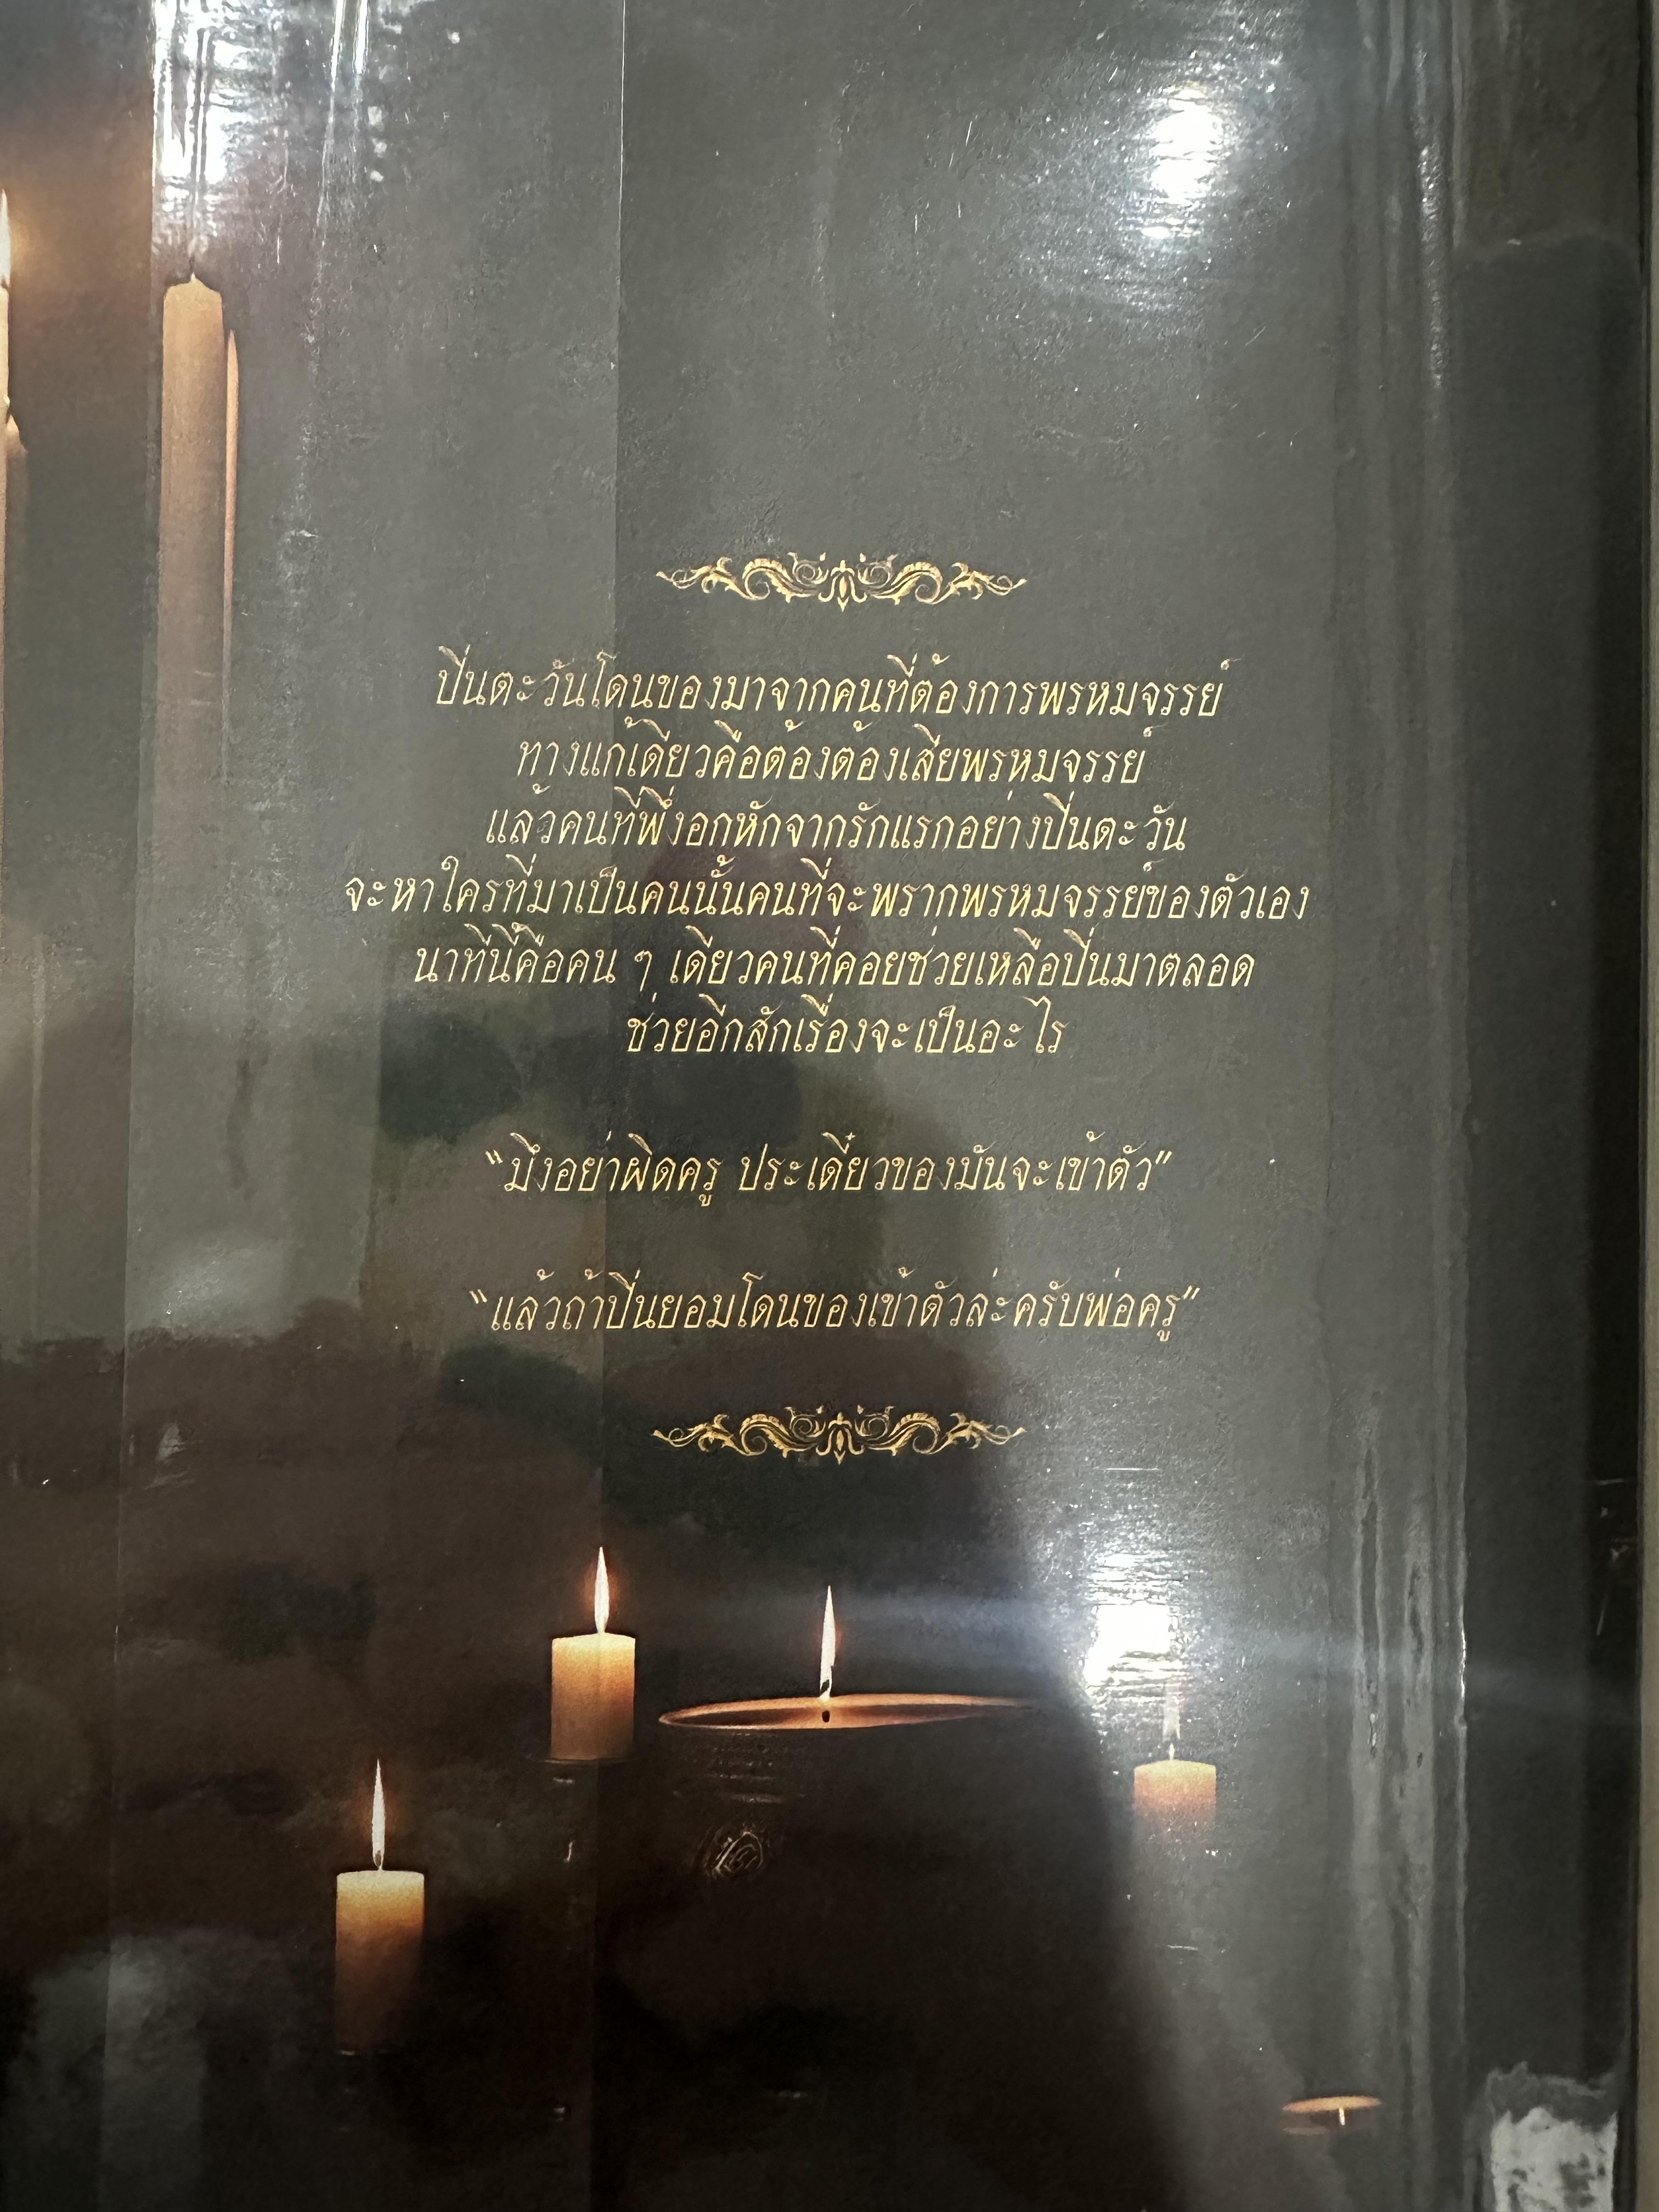 ปิ่นตะวันโดนของมาจากคนที่ต้องการพรหมจรรย์
ทางแก้เดียวคือต้องต้องเสียพรหมจรรย์
แล้วคนที่พึ่งอกหักจากรักแรกอย่างปิ่นตะวัน
จะหาใครที่มาเป็นคนนั้นคนที่จะพรากพรหมจรรย์ของตัวเอง
นาทีนี้คือคน ๆ เดียวคนที่คอยช่วยเหลือปิ่นมาตลอด
ช่วยอีกสักเรื่องจะเป็นอะไร
“มึงอย่าผิดครู ประเดี๋ยวของมันจะเข้าตัว”
“แล้วถ้าปิ่นยอมโดนของเข้าตัวล่ะครับพ่อครู”